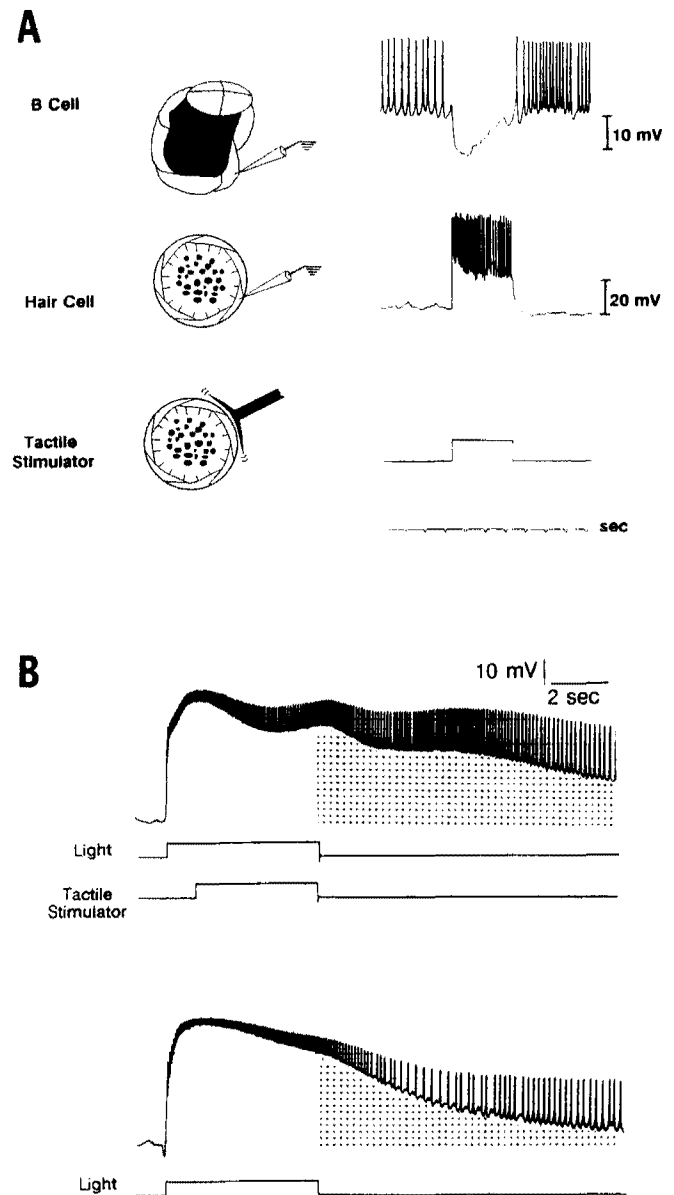 A
B Cell
10 mV
Hair Cell
20 mV
Tactile
Stimulator
sec
B
10 mV
2 sec
Light
Tactile
Stimulator
Light